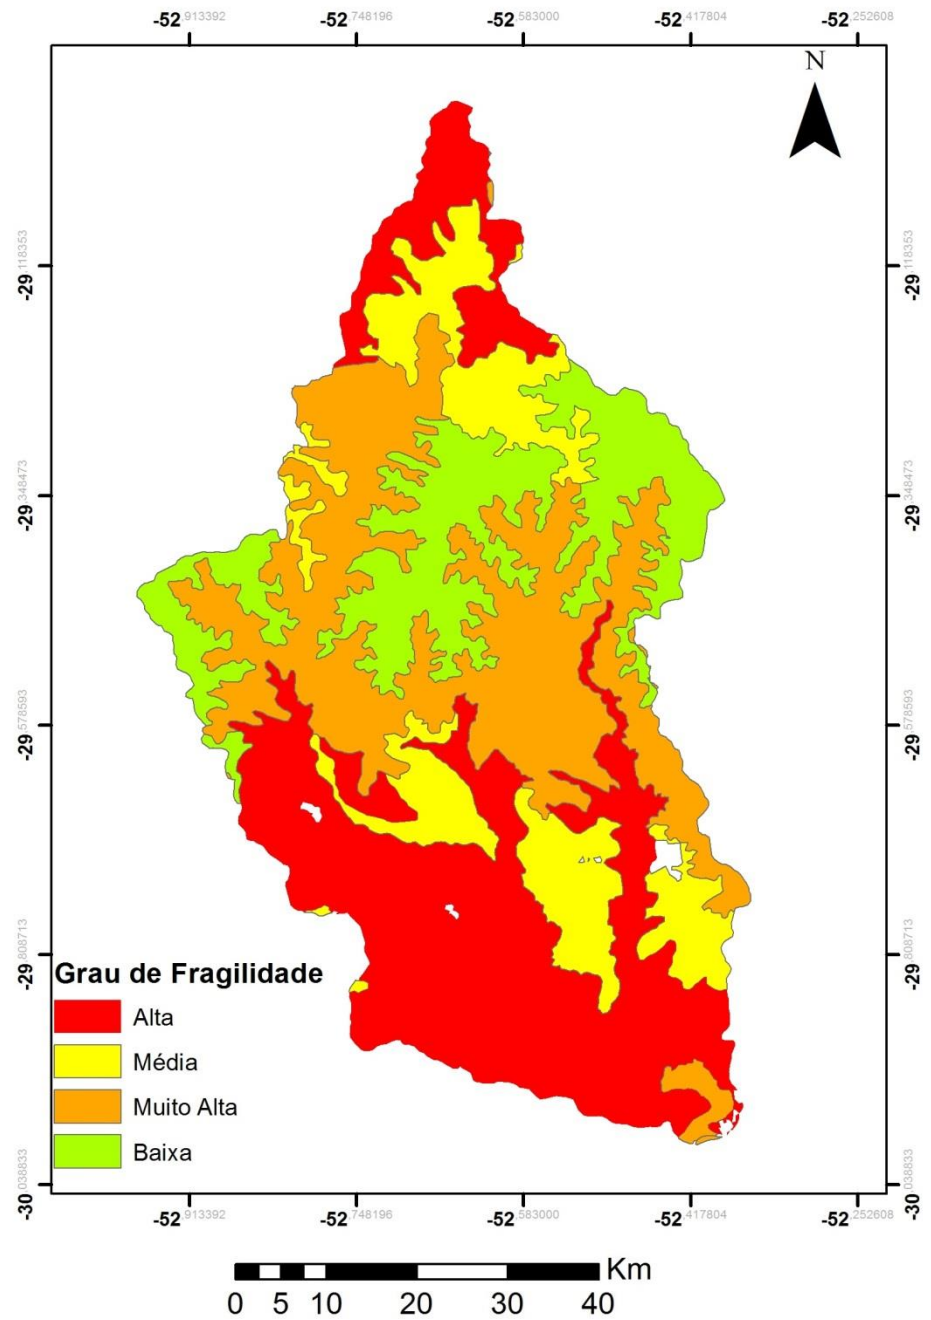 -52.913392 -52.748196 -52.583000 -52.417804 -52.252608
N
-29.118353 -29.118353
-29.348473 -29.348473
-29.578593 -29.578593
-29.808713 -29.808713
Grau de Fragilidade
Alta
Média
Muito Alta
Baixa
-30.038833 -30.038833
-52.913392 -52.748196 -52.583000 -52.417804 -52.252608
Km
0 5 10 20 30 40